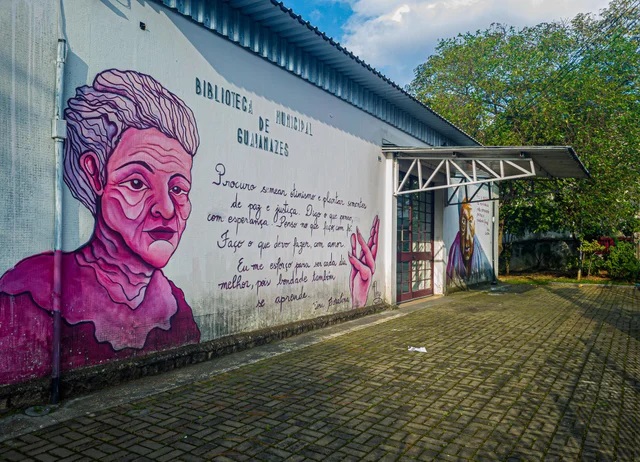 BIBLIOTECA MUNICIPAL
DE
GUAIANAZES
Procuro semear otimismo e plantar sementes
de paz e justiça. Digo o que penso,
com esperança. Penso no que faço com fé.
Faço o que devo fazer, com amor.
Eu me esforço para ser cada dia
melhor, pois bondade também
se aprende.
Cora Coralina